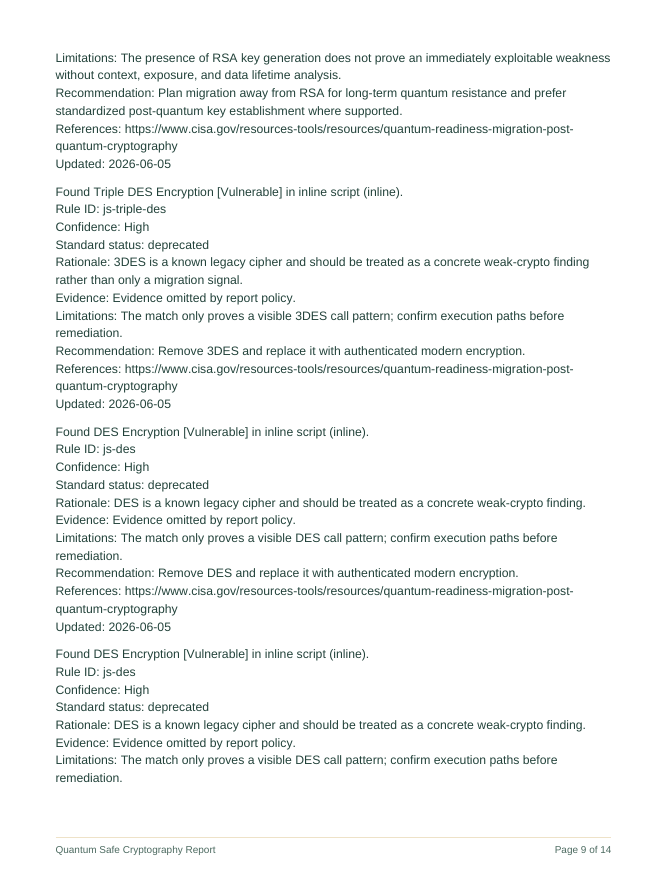 Limitations: The presence of RSA key generation does not prove an immediately exploitable weakness
without context, exposure, and data lifetime analysis.
Recommendation: Plan migration away from RSA for long-term quantum resistance and prefer
standardized post-quantum key establishment where supported.
References: https://www.cisa.gov/resources-tools/resources/quantum-readiness-migration-post-
quantum-cryptography
Updated: 2026-06-05
Found Triple DES Encryption [Vulnerable] in inline script (inline).
Rule ID: js-triple-des
Confidence: High
Standard status: deprecated
Rationale: 3DES is a known legacy cipher and should be treated as a concrete weak-crypto finding
rather than only a migration signal.
Evidence: Evidence omitted by report policy.
Limitations: The match only proves a visible 3DES call pattern; confirm execution paths before
remediation.
Recommendation: Remove 3DES and replace it with authenticated modern encryption.
References: https://www.cisa.gov/resources-tools/resources/quantum-readiness-migration-post-
quantum-cryptography
Updated: 2026-06-05
Found DES Encryption [Vulnerable] in inline script (inline).
Rule ID: js-des
Confidence: High
Standard status: deprecated
Rationale: DES is a known legacy cipher and should be treated as a concrete weak-crypto finding.
Evidence: Evidence omitted by report policy.
Limitations: The match only proves a visible DES call pattern; confirm execution paths before
remediation.
Recommendation: Remove DES and replace it with authenticated modern encryption.
References: https://www.cisa.gov/resources-tools/resources/quantum-readiness-migration-post-
quantum-cryptography
Updated: 2026-06-05
Found DES Encryption [Vulnerable] in inline script (inline).
Rule ID: js-des
Confidence: High
Standard status: deprecated
Rationale: DES is a known legacy cipher and should be treated as a concrete weak-crypto finding.
Evidence: Evidence omitted by report policy.
Limitations: The match only proves a visible DES call pattern; confirm execution paths before
remediation.
Quantum Safe Cryptography Report
Page 9 of 14